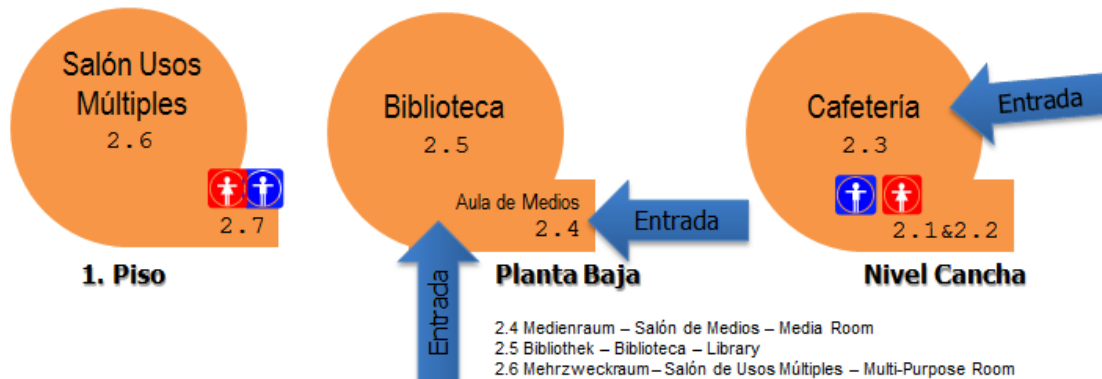 Salón Usos
Múltiples
2.6
2.7
1. Piso
Biblioteca
2.5
Aula de Medios
2.4
Entrada
Entrada
Planta Baja
Cafetería
2.3
Entrada
2.1&2.2
Nivel Cancha
2.4 Medienraum – Salón de Medios – Media Room
2.5 Bibliothek – Biblioteca – Library
2.6 Mehrzweckraum – Salón de Usos Múltiples – Multi-Purpose Room